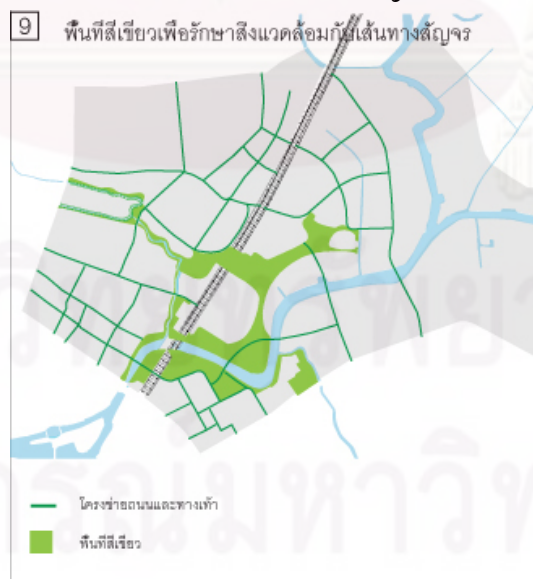 9 พื้นที่สีเขียวเพื่อรักษาสิ่งแวดล้อมกับเส้นทางสัญจร
โครงข่ายถนนและทางเท้า
พื้นที่สีเขียว